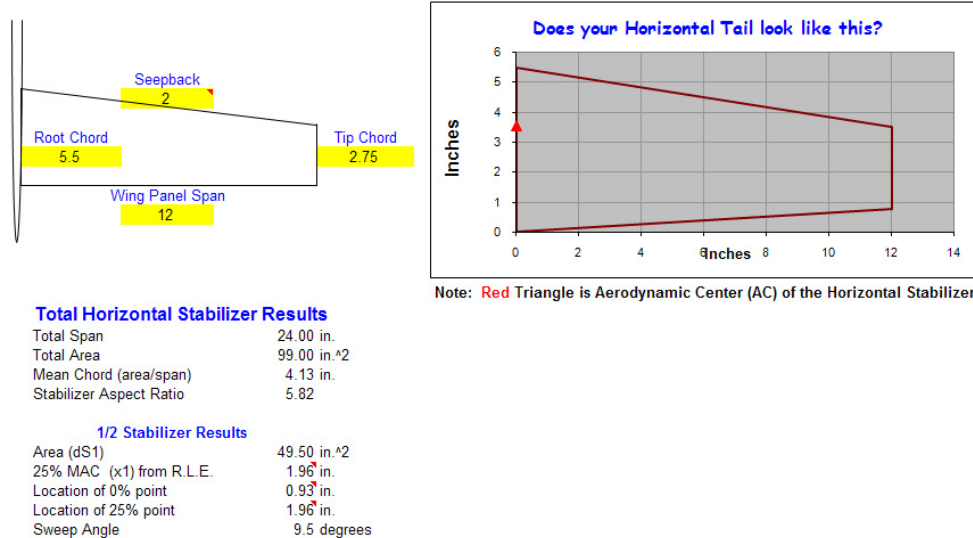 Seepback
2
Root Chord
5.5
Tip Chord
2.75
Wing Panel Span
12
Does your Horizontal Tail look like this?
6
5
4
3
2
1
0
Inches
0 2 4 6 8 10 12 14
Inches
Note: Red Triangle is Aerodynamic Center (AC) of the Horizontal Stabilizer
Total Horizontal Stabilizer Results
Total Span 24.00 in.
Total Area 99.00 in.^2
Mean Chord (area/span) 4.13 in.
Stabilizer Aspect Ratio 5.82
1/2 Stabilizer Results
Area (dS1) 49.50 in.^2
25% MAC (x1) from R.L.E. 1.96 in.
Location of 0% point 0.93 in.
Location of 25% point 1.96 in.
Sweep Angle 9.5 degrees